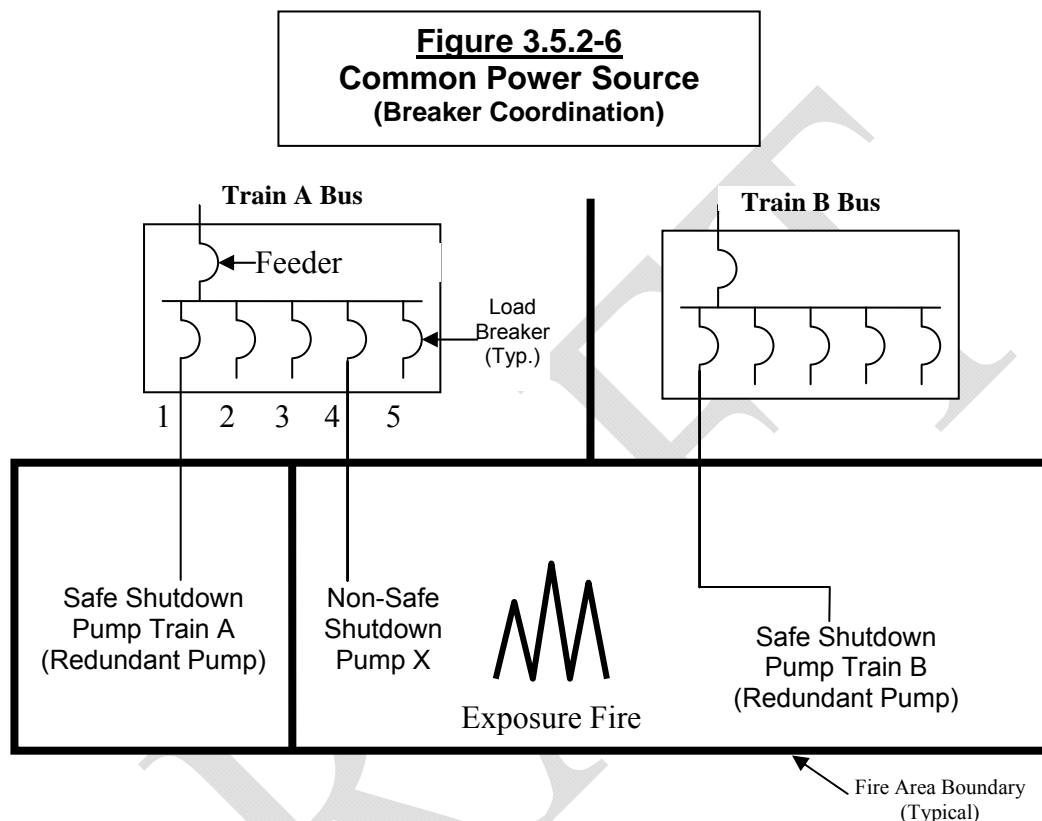 Figure 3.5.2-6
Common Power Source
(Breaker Coordination)
Train A Bus
Train B Bus
Feeder
Load
Breaker
(Typ.)
1 2 3 4 5
Safe Shutdown
Pump Train A
(Redundant Pump)
Non-Safe
Shutdown
Pump X
Exposure Fire
Safe Shutdown
Pump Train B
(Redundant Pump)
Fire Area Boundary
(Typical)